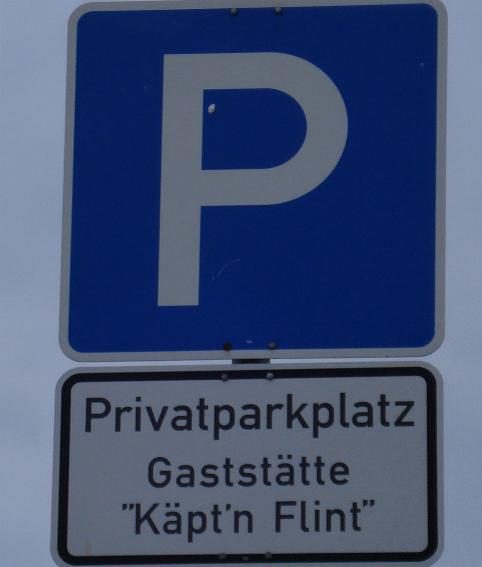 P
Privatparkplatz
Gaststätte
"Käpt'n Flint"